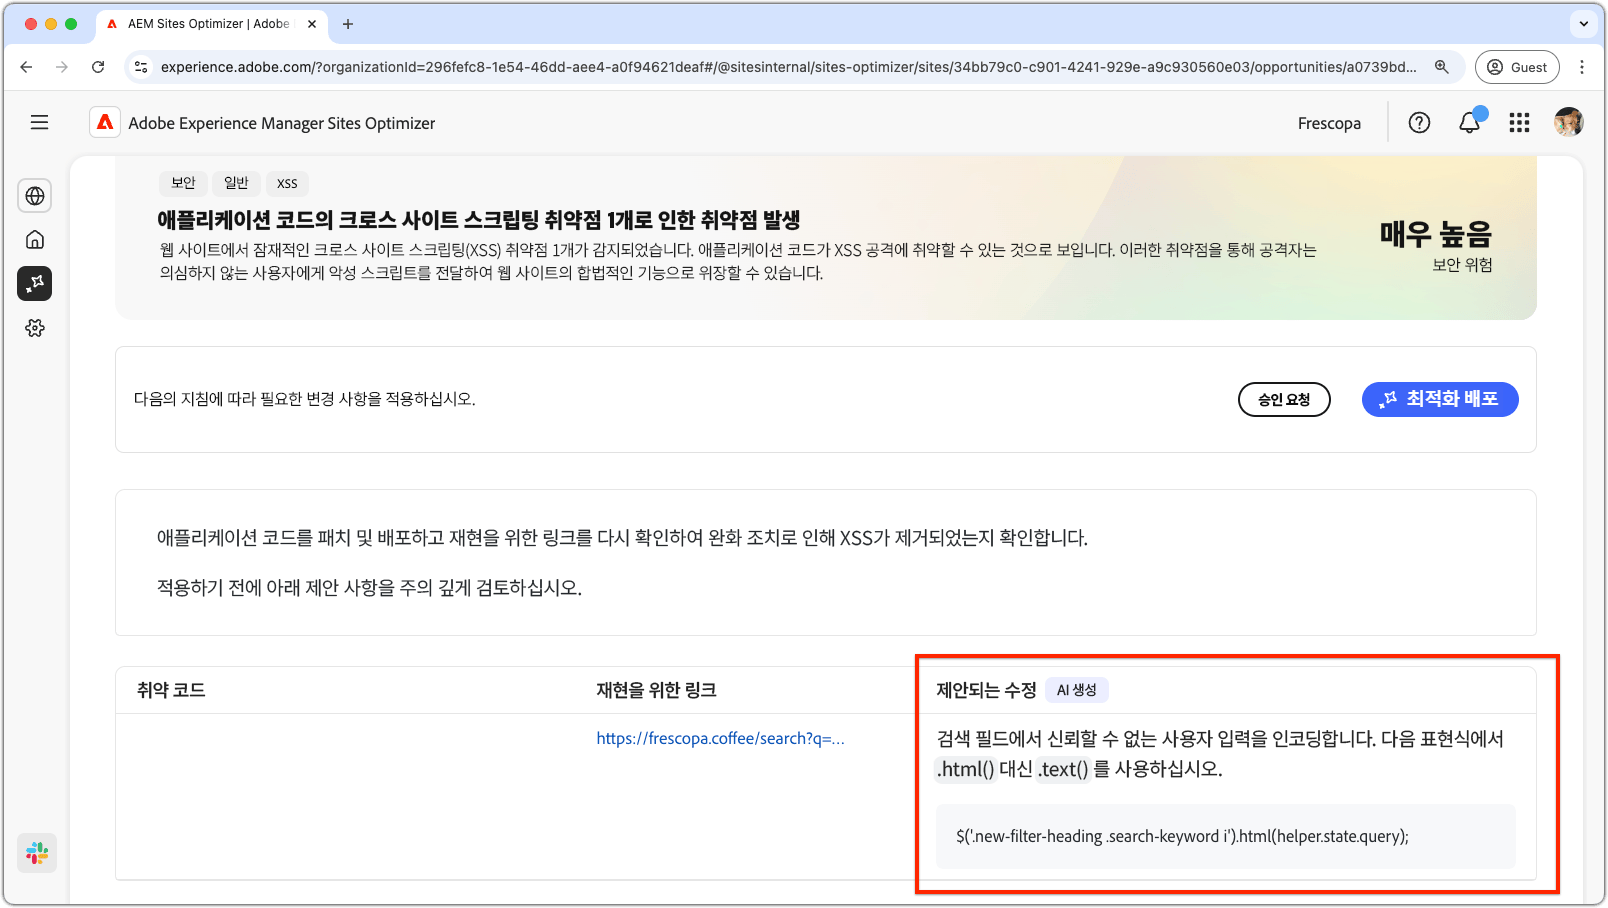 AEM Sites Optimizer | Adobe
experience.adobe.com/?organizationId=296fefc8-1e54-46dd-aee4-a0f94621deaf#/@sitesinternal/sites-optimizer/sites/34bb79c0-c901-4241-929e-a9c930560e03/opportunities/a0739bd...
Guest
Adobe Experience Manager Sites Optimizer
Frescopa
보안 일반 XSS
애플리케이션 코드의 크로스 사이트 스크립팅 취약점 1개로 인한 취약점 발생
웹 사이트에서 잠재적인 크로스 사이트 스크립팅(XSS) 취약점 1개가 감지되었습니다. 애플리케이션 코드가 XSS 공격에 취약할 수 있는 것으로 보입니다. 이러한 취약점을 통해 공격자는
의심하지 않는 사용자에게 악성 스크립트를 전달하여 웹 사이트의 합법적인 기능으로 위장할 수 있습니다.
매우 높음
보안 위험
다음의 지침에 따라 필요한 변경 사항을 적용하십시오.
승인 요청
최적화 배포
애플리케이션 코드를 패치 및 배포하고 재현을 위한 링크를 다시 확인하여 완화 조치로 인해 XSS가 제거되었는지 확인합니다.
적용하기 전에 아래 제안 사항을 주의 깊게 검토하십시오.
취약 코드
재현을 위한 링크
제안되는 수정 AI 생성
https://frescopa.coffee/search?q=...
검색 필드에서 신뢰할 수 없는 사용자 입력을 인코딩합니다. 다음 표현식에서
.html() 대신 .text() 를 사용하십시오.
$('.new-filter-heading .search-keyword i').html(helper.state.query);